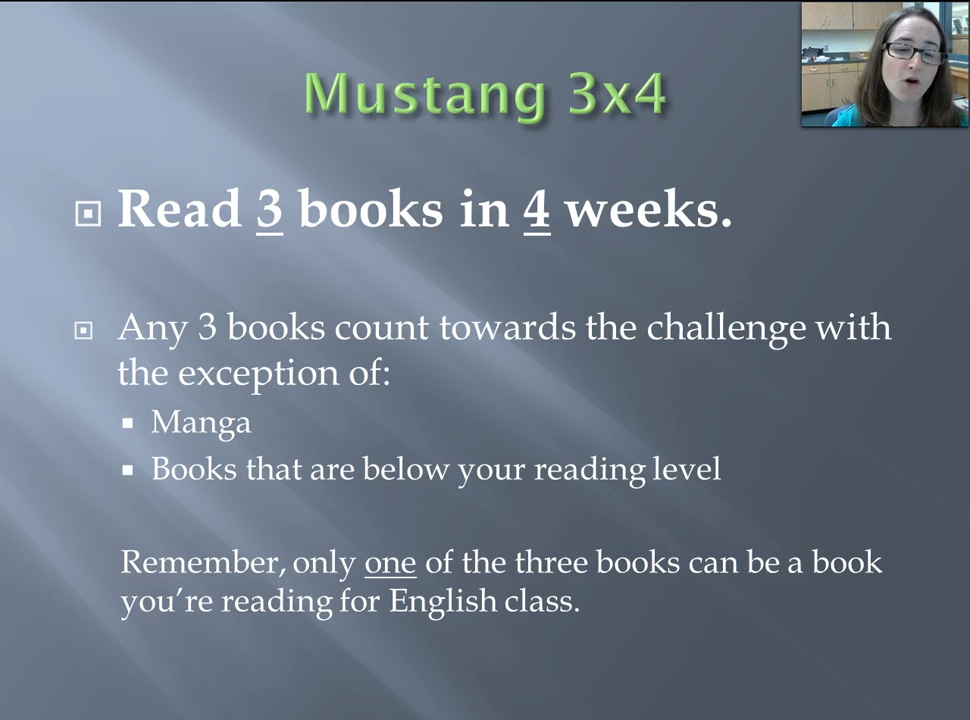 Mustang 3x4
Read 3 books in 4 weeks.
Any 3 books count towards the challenge with
the exception of:
Manga
Books that are below your reading level
Remember, only one of the three books can be a book
you're reading for English class.